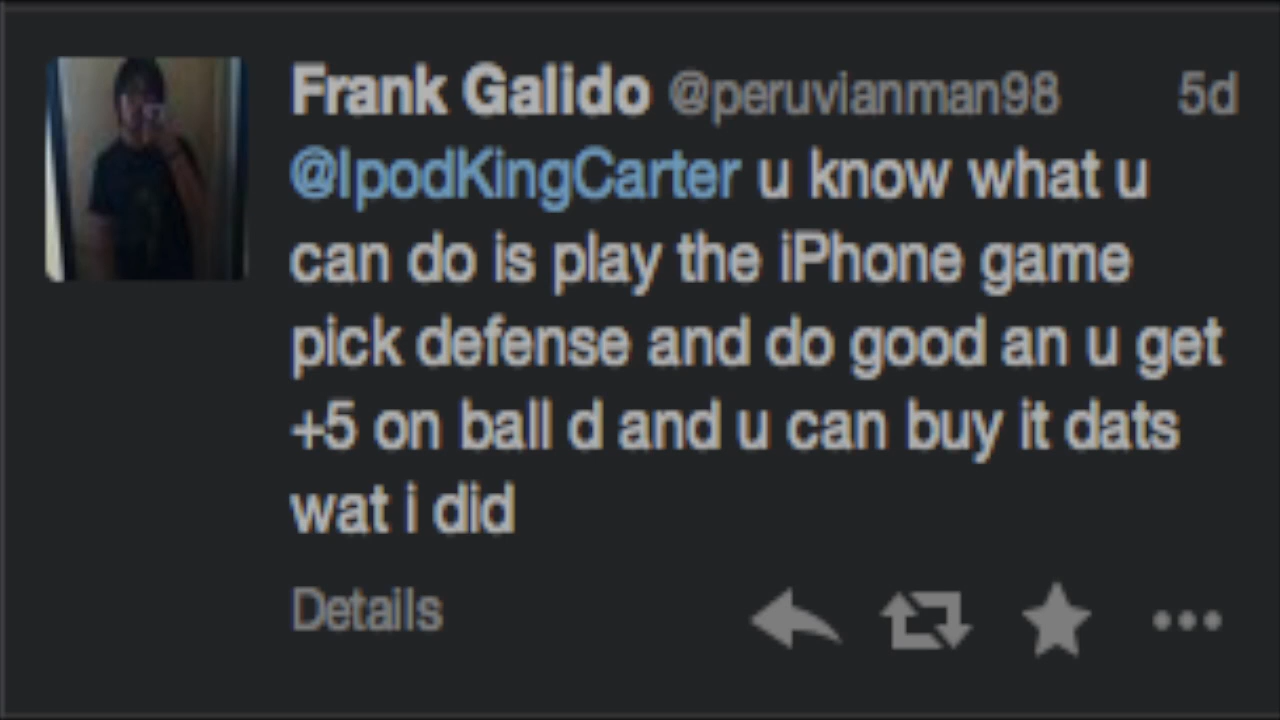 Frank Galido @peruvianman98 5d
@IpodKingCarter u know what u
can do is play the iPhone game
pick defense and do good an u get
+5 on ball d and u can buy it dats
wat i did
Details